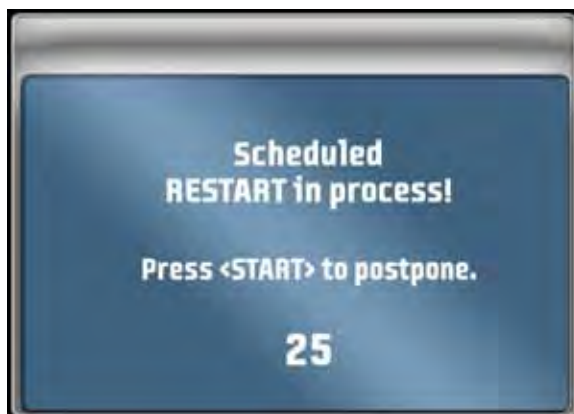 Scheduled
RESTART in process!
Press <START> to postpone.
25